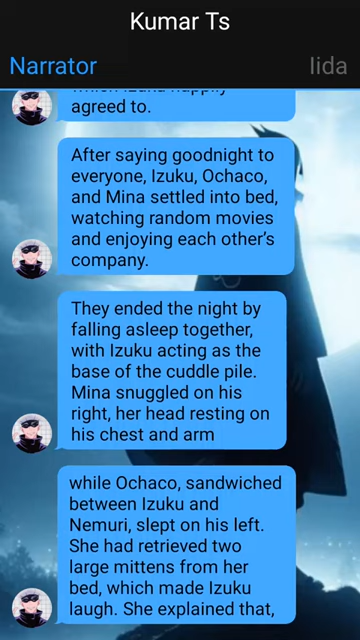 Kumar Ts
Narrator
Iida
agreed to.
After saying goodnight to
everyone, Izuku, Ochaco,
and Mina settled into bed,
watching random movies
and enjoying each other's
company.
They ended the night by
falling asleep together,
with Izuku acting as the
base of the cuddle pile.
Mina snuggled on his
right, her head resting on
his chest and arm
while Ochaco, sandwiched
between Izuku and
Nemuri, slept on his left.
She had retrieved two
large mittens from her
bed, which made Izuku
laugh. She explained that,